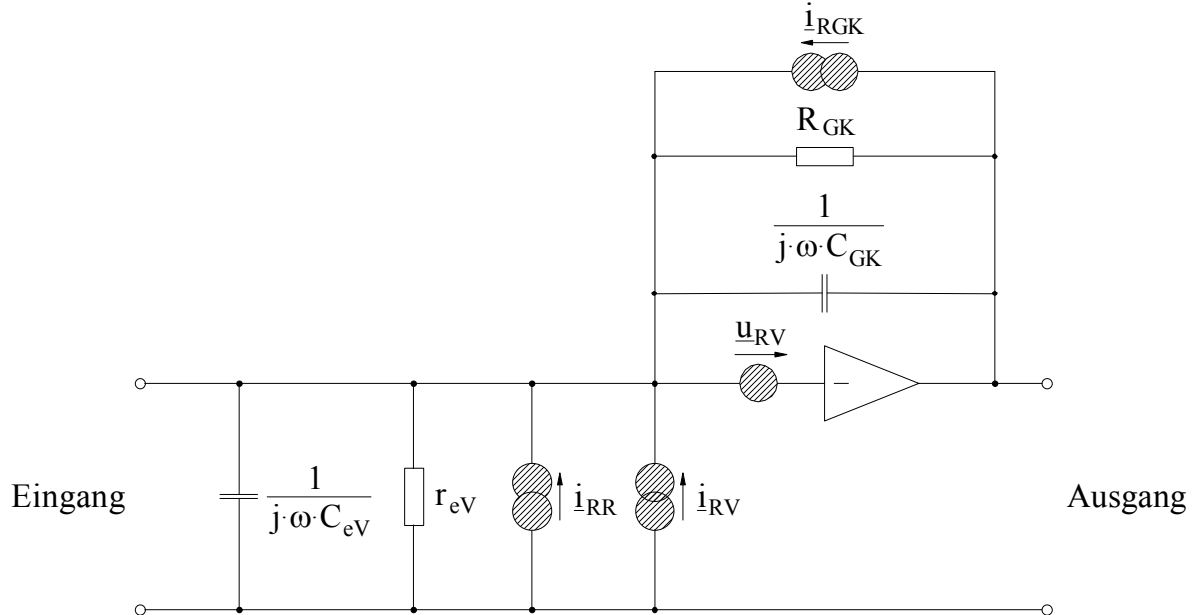 i_RGK
R_GK
1
j·ω·C_GK
u_RV
−
Eingang
1
j·ω·C_eV
r_eV
i_RR
i_RV
Ausgang